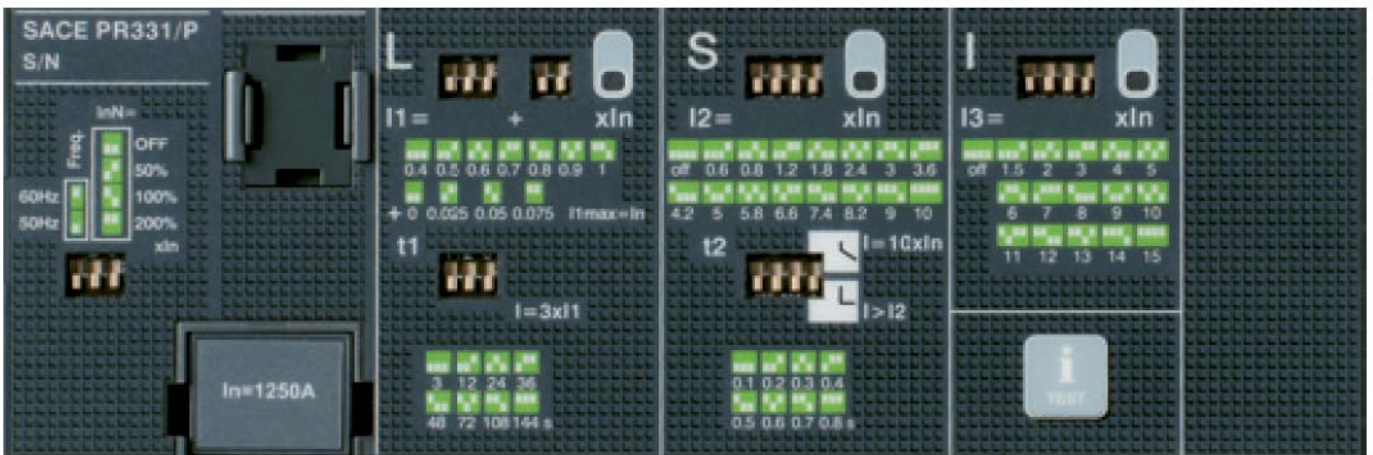 SACE PR331/P
S/N
InN=
Freq.
OFF
50%
60Hz 100%
50Hz 200%
xIn
In=1250A
L
I1= + xIn
0.4 0.5 0.6 0.7 0.8 0.9 1
+ 0 0.025 0.05 0.075 I1max=In
t1
I=3xI1
3 12 24 36
48 72 108 144 s
S
I2= xIn
off 0.6 0.8 1.2 1.8 2.4 3 3.6
4.2 5 5.8 6.6 7.4 8.2 9 10
t2
I=10xIn
I>I2
0.1 0.2 0.3 0.4
0.5 0.6 0.7 0.8 s
I
I3= xIn
off 1.5 2 3 4 5
6 7 8 9 10
11 12 13 14 15
i
TEST